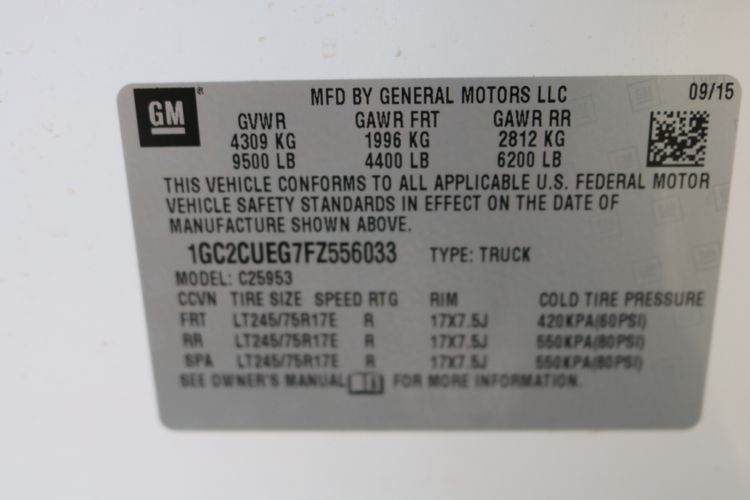 GM
MFD BY GENERAL MOTORS LLC 09/15
GVWR GAWR FRT GAWR RR
4309 KG 1996 KG 2812 KG
9500 LB 4400 LB 6200 LB
THIS VEHICLE CONFORMS TO ALL APPLICABLE U.S. FEDERAL MOTOR
VEHICLE SAFETY STANDARDS IN EFFECT ON THE DATE OF
MANUFACTURE SHOWN ABOVE.
1GC2CUEG7FZ556033 TYPE: TRUCK
MODEL: C25953
CCVN TIRE SIZE SPEED RTG RIM COLD TIRE PRESSURE
FRT LT245/75R17E R 17X7.5J 420KPA(60PSI)
RR LT245/75R17E R 17X7.5J 550KPA(80PSI)
SPA LT245/75R17E R 17X7.5J 550KPA(80PSI)
SEE OWNER'S MANUAL FOR MORE INFORMATION.